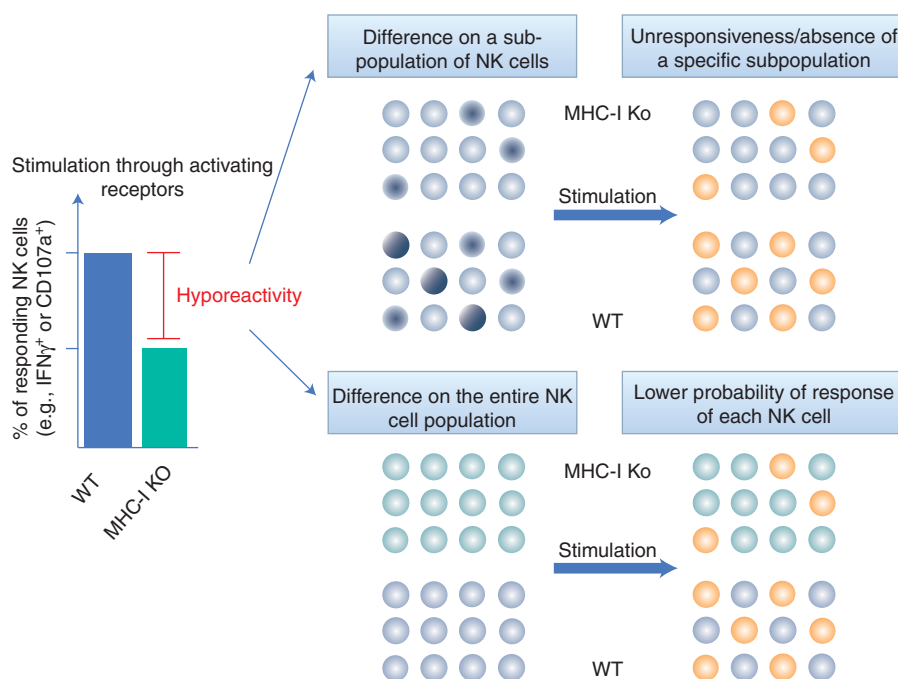 Difference on a sub-
population of NK cells
Unresponsiveness/absence of
a specific subpopulation
MHC-I Ko
Stimulation through activating
receptors
Stimulation
% of responding NK cells
(e.g., IFNγ+ or CD107a+)
Hyporeactivity
WT
WT
MHC-I KO
Difference on the entire NK
cell population
Lower probability of response
of each NK cell
MHC-I Ko
Stimulation
WT